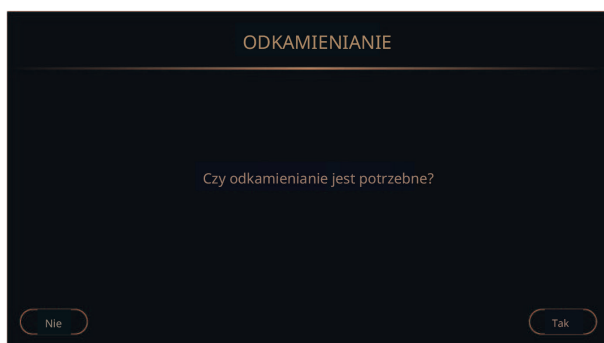 ODKAMIENIANIE
Czy odkamienianie jest potrzebne?
Nie
Tak